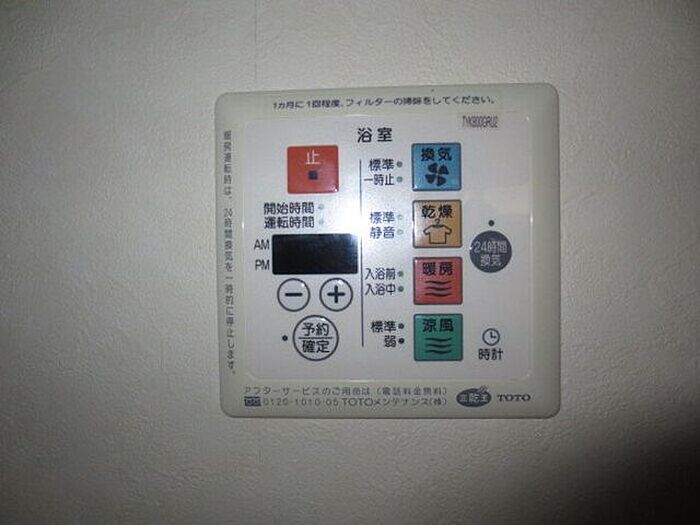 1カ月に1回程度、フィルターの掃除をしてください。
TYK600GRU2
浴室
止
標準
一時止
換気
開始時間
運転時間
標準
静音
乾燥
AM
PM
入浴前
入浴中
暖房
24時間
換気
予約
確定
標準
弱
涼風
時計
暖房運転時は、24時間換気を一時的に停止します。
アフターサービスのご用命は(電話料金無料)
0120-1010-05 TOTOメンテナンス(株)
三乾王 TOTO